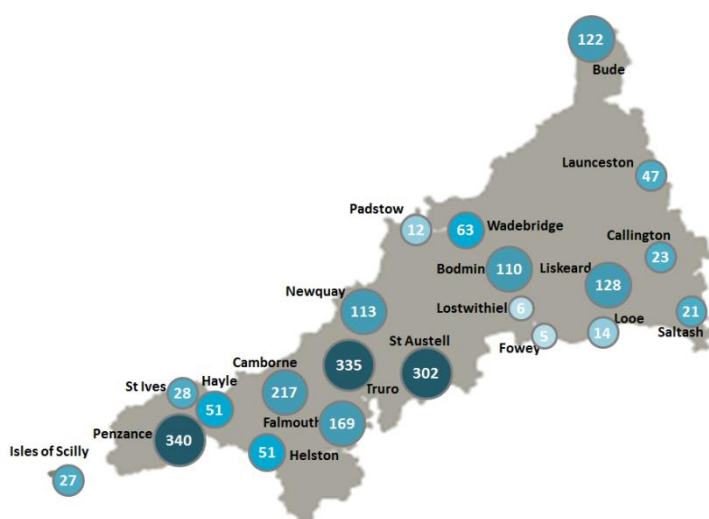 122
Bude
Launceston
47
Padstow
12
63
Wadebridge
Callington
23
Bodmin
110
Liskeard
128
Newquay
113
Lostwithiel
6
Looe
14
21
Saltash
Fowey
5
St Austell
302
335
Truro
Camborne
217
St Ives
28
Hayle
51
Falmouth
169
Penzance
340
Helston
51
Isles of Scilly
27